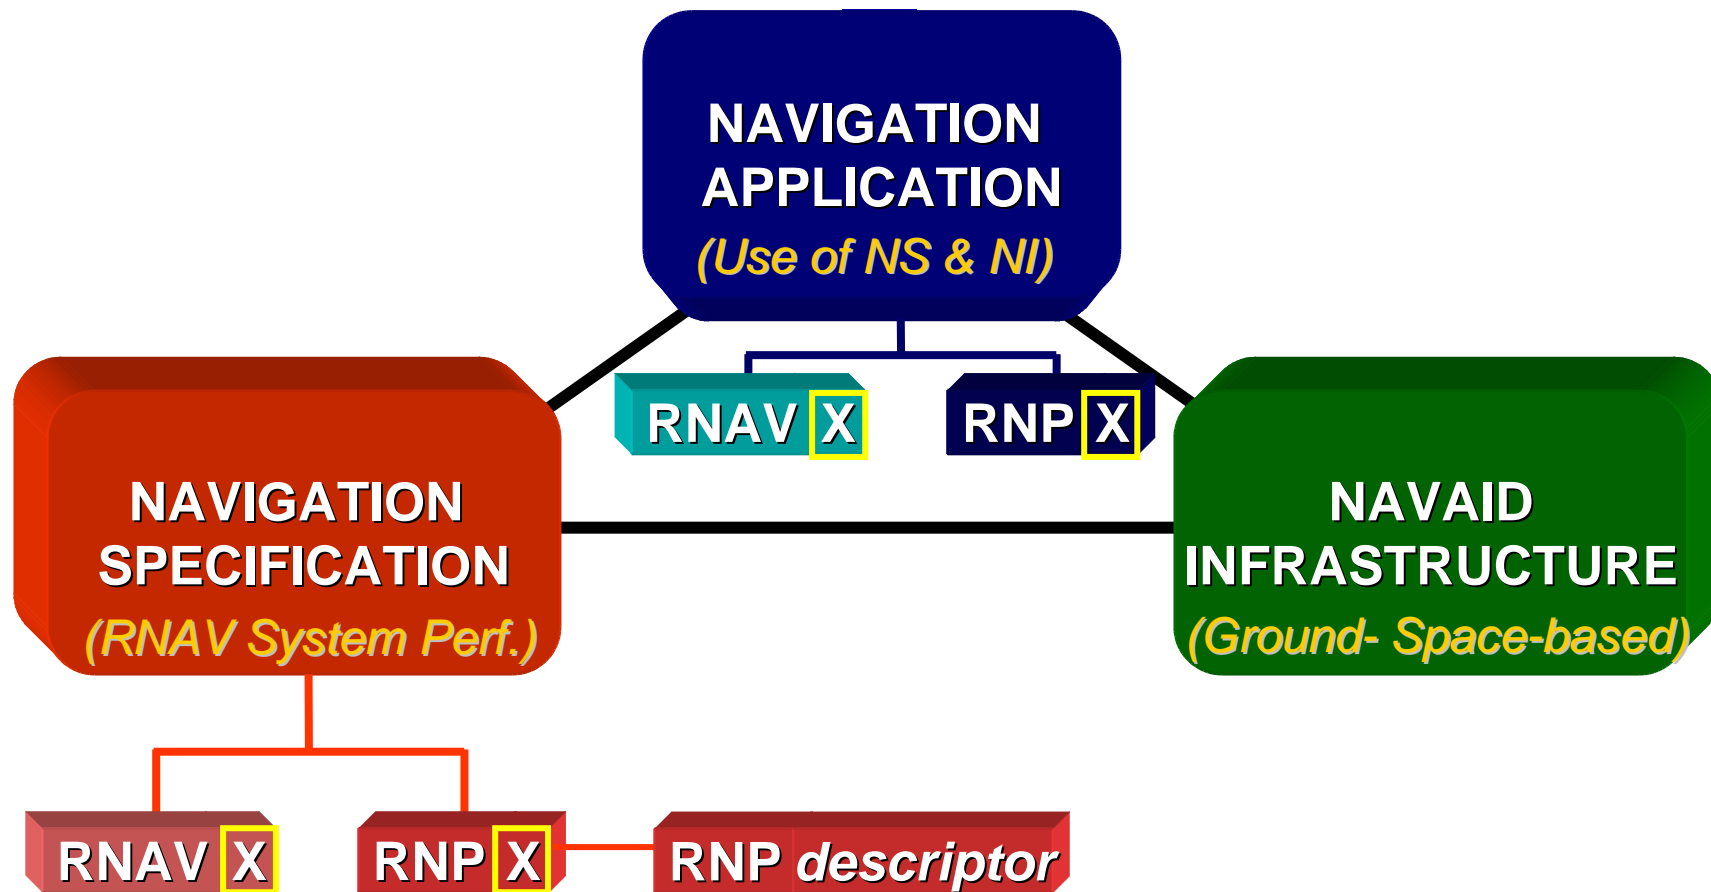 NAVIGATION
APPLICATION
(Use of NS & NI)
RNAV X
RNP X
NAVIGATION
SPECIFICATION
(RNAV System Perf.)
NAVAID
INFRASTRUCTURE
(Ground- Space-based)
RNAV X
RNP X
RNP descriptor